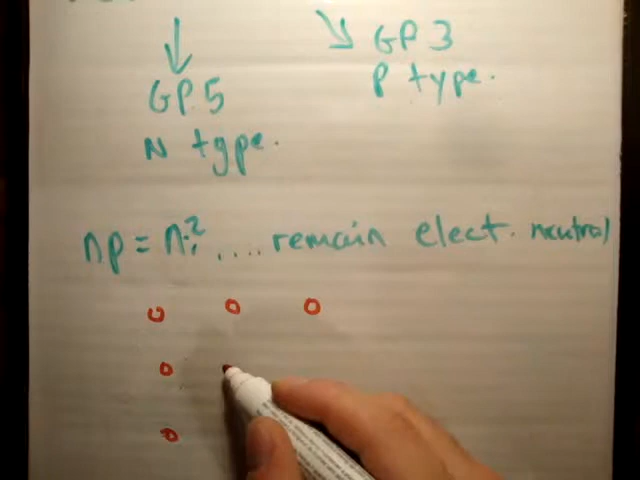 GP 5
N type.
GP 3
P type.
np = ni² .... remain elect. neutral